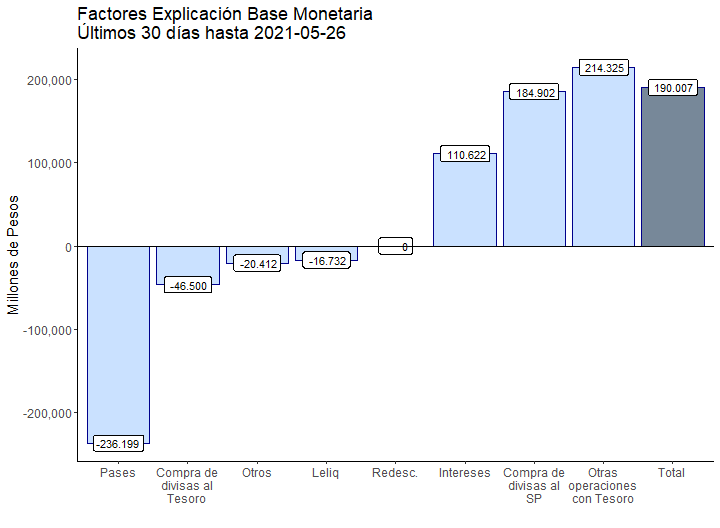 Factores Explicación Base Monetaria
Últimos 30 días hasta 2021-05-26
Millones de Pesos
200,000
100,000
0
-100,000
-200,000
-236.199
-46.500
-20.412
-16.732
0
110.622
184.902
214.325
190.007
Pases
Compra de
divisas al
Tesoro
Otros
Leliq
Redesc.
Intereses
Compra de
divisas al
SP
Otras
operaciones
con Tesoro
Total